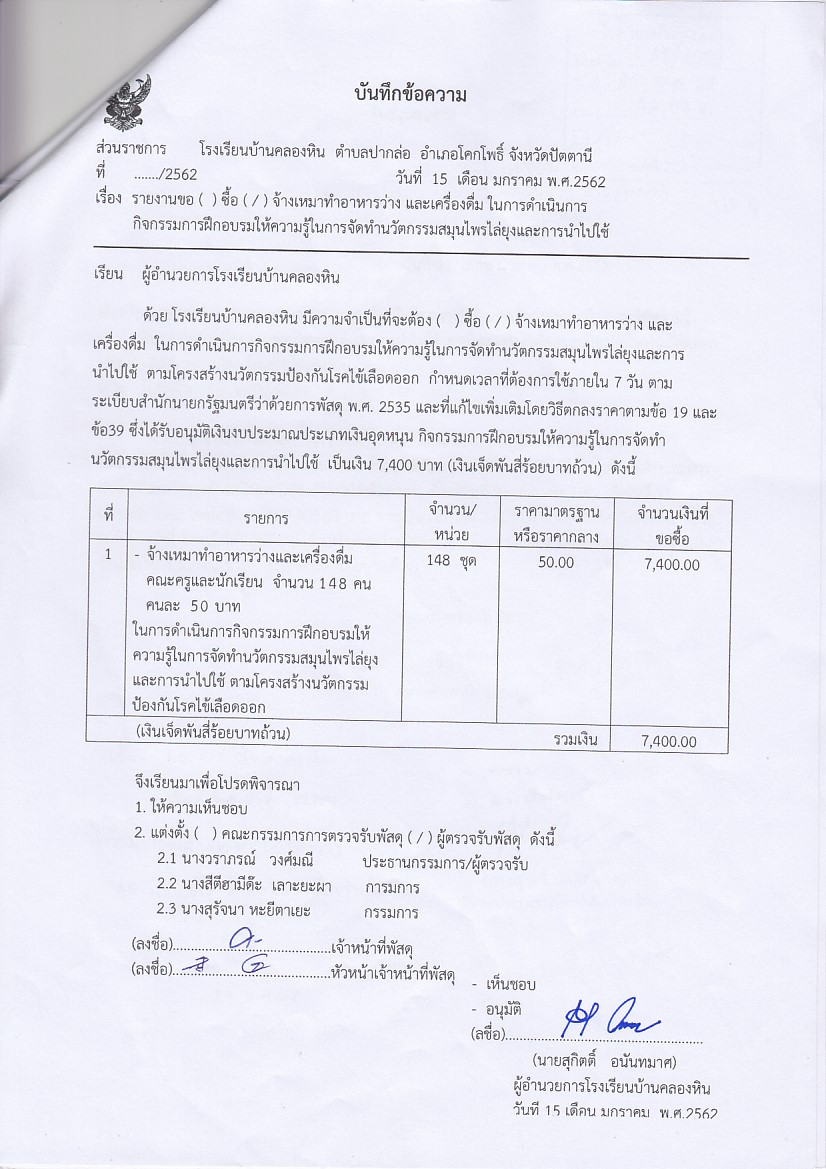 บันทึกข้อความ
ส่วนราชการ โรงเรียนบ้านคลองหิน ตำบลปากล่อ อำเภอโคกโพธิ์ จังหวัดปัตตานี
ที่ ......./2562 วันที่ 15 เดือน มกราคม พ.ศ.2562
เรื่อง รายงานขอ ( ) ซื้อ ( / ) จ้างเหมาทำอาหารว่าง และเครื่องดื่ม ในการดำเนินการ
กิจกรรมการฝึกอบรมให้ความรู้ในการจัดทำนวัตกรรมสมุนไพรไล่ยุงและการนำไปใช้
เรียน ผู้อำนวยการโรงเรียนบ้านคลองหิน
ด้วย โรงเรียนบ้านคลองหิน มีความจำเป็นที่จะต้อง ( ) ซื้อ ( / ) จ้างเหมาทำอาหารว่าง และ
เครื่องดื่ม ในการดำเนินการกิจกรรมการฝึกอบรมให้ความรู้ในการจัดทำนวัตกรรมสมุนไพรไล่ยุงและการ
นำไปใช้ ตามโครงสร้างนวัตกรรมป้องกันโรคไข้เลือดออก กำหนดเวลาที่ต้องการใช้ภายใน 7 วัน ตาม
ระเบียบสำนักนายกรัฐมนตรีว่าด้วยการพัสดุ พ.ศ. 2535 และที่แก้ไขเพิ่มเติมโดยวิธีตกลงราคาตามข้อ 19 และ
ข้อ39 ซึ่งได้รับอนุมัติเงินงบประมาณประเภทเงินอุดหนุน กิจกรรมการฝึกอบรมให้ความรู้ในการจัดทำ
นวัตกรรมสมุนไพรไล่ยุงและการนำไปใช้ เป็นเงิน 7,400 บาท (เงินเจ็ดพันสี่ร้อยบาทถ้วน) ดังนี้
ที่ รายการ จำนวน/หน่วย ราคามาตรฐานหรือราคากลาง จำนวนเงินที่ขอซื้อ
1 - จ้างเหมาทำอาหารว่างและเครื่องดื่ม 148 ชุด 50.00 7,400.00
คณะครูและนักเรียน จำนวน 148 คน
คนละ 50 บาท
ในการดำเนินการกิจกรรมการฝึกอบรมให้
ความรู้ในการจัดทำนวัตกรรมสมุนไพรไล่ยุง
และการนำไปใช้ ตามโครงสร้างนวัตกรรม
ป้องกันโรคไข้เลือดออก
(เงินเจ็ดพันสี่ร้อยบาทถ้วน) รวมเงิน 7,400.00
จึงเรียนมาเพื่อโปรดพิจารณา
1. ให้ความเห็นชอบ
2. แต่งตั้ง ( ) คณะกรรมการการตรวจรับพัสดุ ( / ) ผู้ตรวจรับพัสดุ ดังนี้
2.1 นางวราภรณ์ วงศ์มณี ประธานกรรมการ/ผู้ตรวจรับ
2.2 นางสีตีฮามีด๊ะ เลาะยะผา การมการ
2.3 นางสุรัจนา หะยีตาเยะ กรรมการ
(ลงชื่อ)........................................เจ้าหน้าที่พัสดุ
(ลงชื่อ)........................................หัวหน้าเจ้าหน้าที่พัสดุ
- เห็นชอบ
- อนุมัติ
(ลชื่อ)..................................................
(นายสุกิตติ์ อนันทมาศ)
ผู้อำนวยการโรงเรียนบ้านคลองหิน
วันที่ 15 เดือน มกราคม พ.ศ.2562